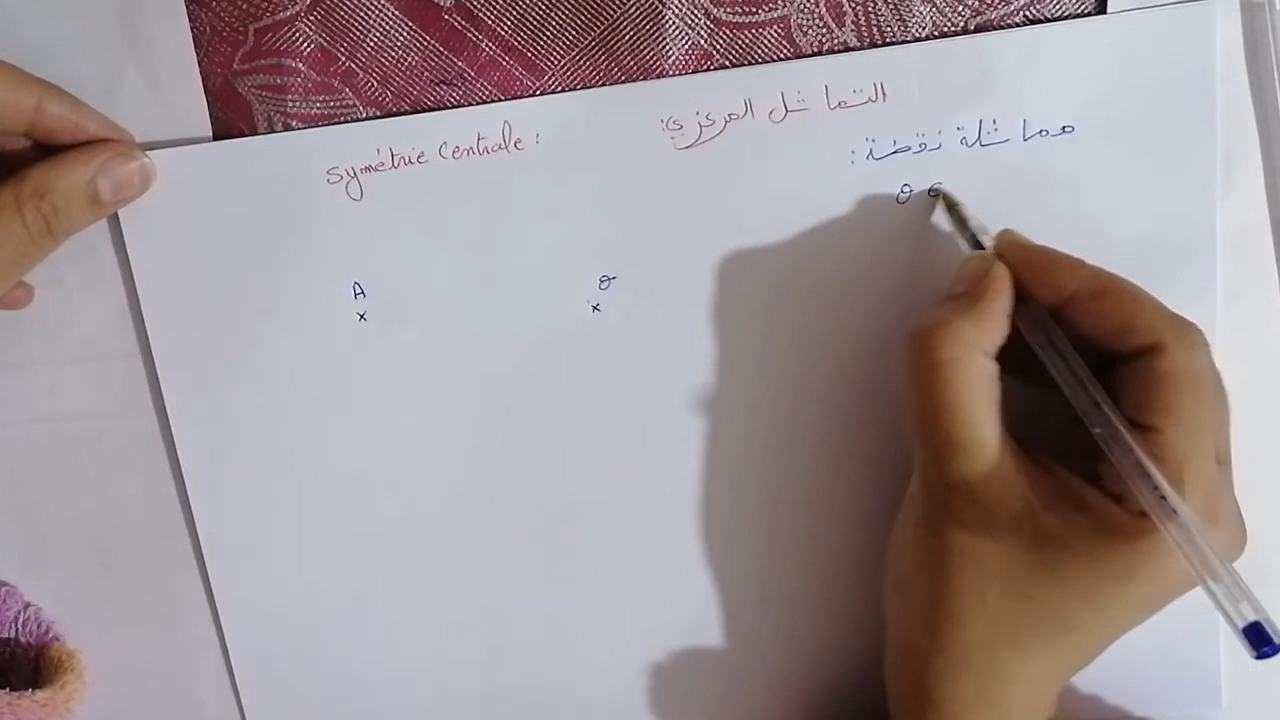 Symétrie Centrale :
التماثل المركزي:
مماثلة نقطة :
O
A
O
x
x